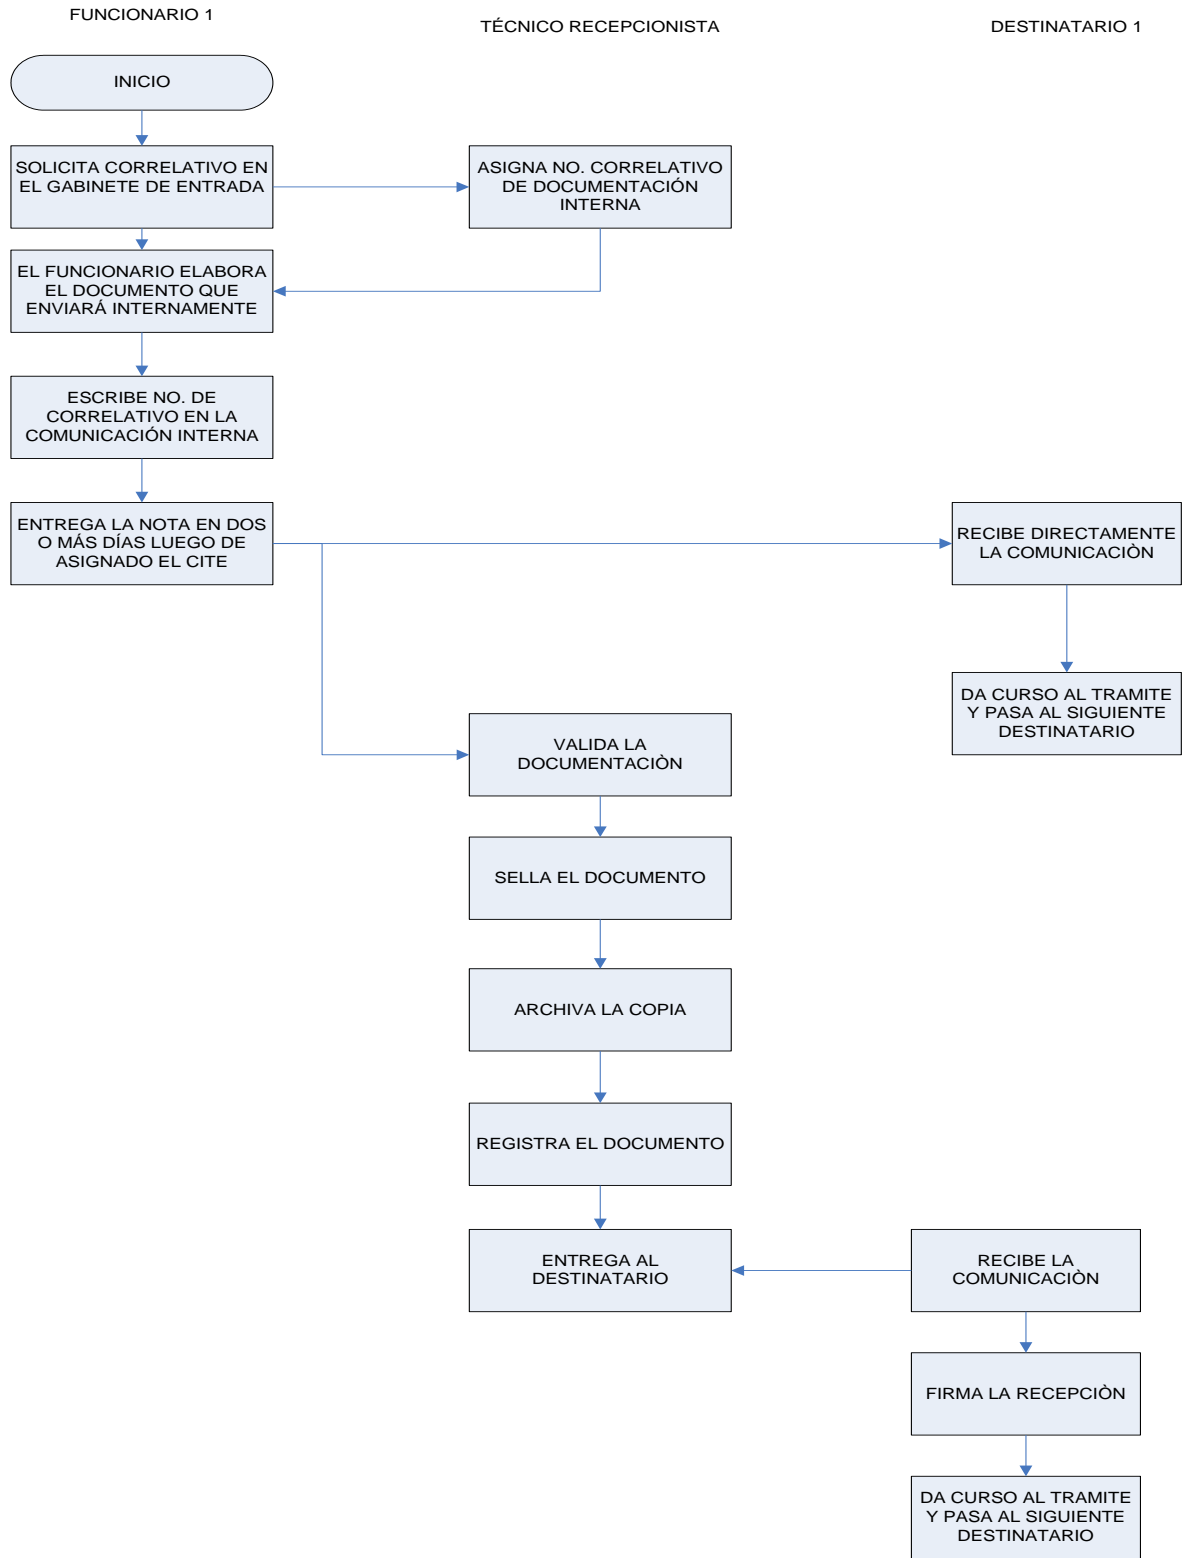 FUNCIONARIO 1
TÉCNICO RECEPCIONISTA
DESTINATARIO 1
INICIO
SOLICITA CORRELATIVO EN
EL GABINETE DE ENTRADA
ASIGNA NO. CORRELATIVO
DE DOCUMENTACIÓN
INTERNA
EL FUNCIONARIO ELABORA
EL DOCUMENTO QUE
ENVIARÁ INTERNAMENTE
ESCRIBE NO. DE
CORRELATIVO EN LA
COMUNICACIÓN INTERNA
ENTREGA LA NOTA EN DOS
O MÁS DÍAS LUEGO DE
ASIGNADO EL CITE
RECIBE DIRECTAMENTE
LA COMUNICACIÒN
DA CURSO AL TRAMITE
Y PASA AL SIGUIENTE
DESTINATARIO
VALIDA LA
DOCUMENTACIÒN
SELLA EL DOCUMENTO
ARCHIVA LA COPIA
REGISTRA EL DOCUMENTO
ENTREGA AL
DESTINATARIO
RECIBE LA
COMUNICACIÒN
FIRMA LA RECEPCIÒN
DA CURSO AL TRAMITE
Y PASA AL SIGUIENTE
DESTINATARIO